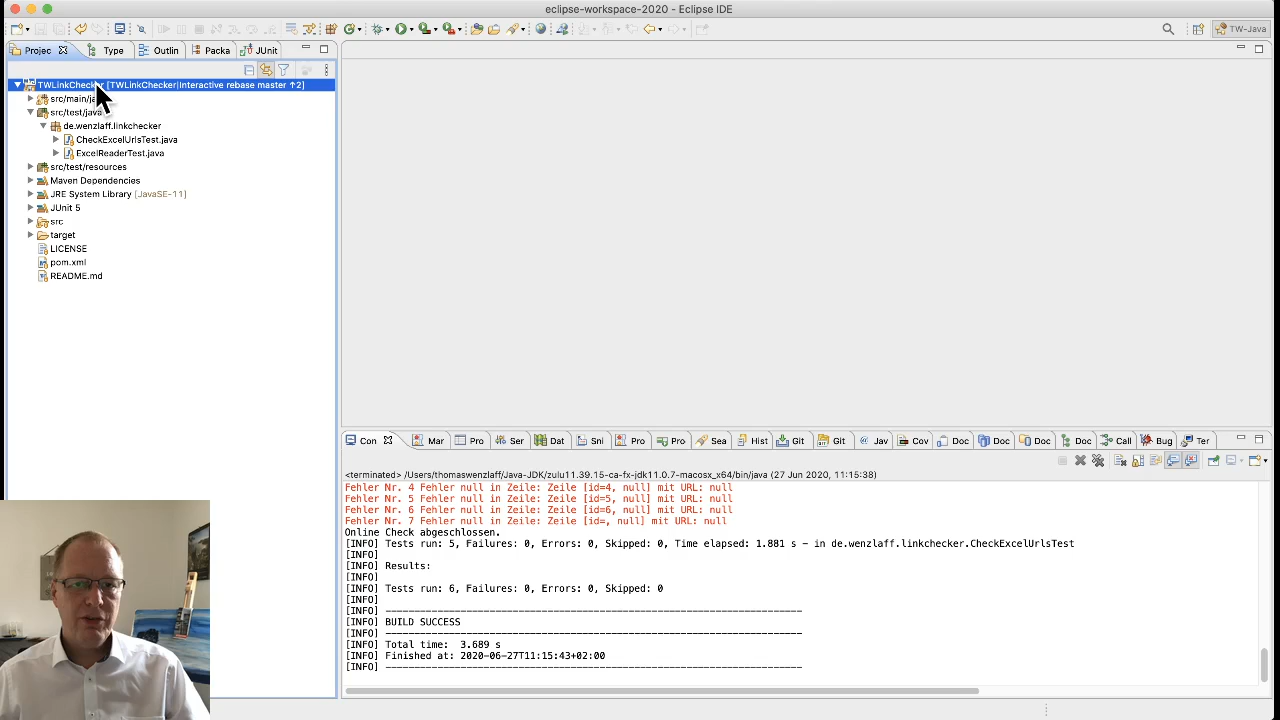 eclipse-workspace-2020 - Eclipse IDE
TW-Java
Projec
Type
Outlin
Packa
JUnit
TWLinkChecker [TWLinkChecker|Interactive rebase master ↑2]
src/main/ja
src/test/java
de.wenzlaff.linkchecker
CheckExcelUrlsTest.java
ExcelReaderTest.java
src/test/resources
Maven Dependencies
JRE System Library [JavaSE-11]
JUnit 5
src
target
LICENSE
pom.xml
README.md
Con
Mar
Pro
Ser
Dat
Sni
Pro
Pro
Sea
Hist
Git
Git
Jav
Cov
Doc
Doc
Doc
Doc
Call
Bug
Ter
<terminated> /Users/thomaswenzlaff/Java-JDK/zulu11.39.15-ca-fx-jdk11.0.7-macosx_x64/bin/java (27 Jun 2020, 11:15:38)
Fehler Nr. 4 Fehler null in Zeile: Zeile [id=4, null] mit URL: null
Fehler Nr. 5 Fehler null in Zeile: Zeile [id=5, null] mit URL: null
Fehler Nr. 6 Fehler null in Zeile: Zeile [id=6, null] mit URL: null
Fehler Nr. 7 Fehler null in Zeile: Zeile [id=, null] mit URL: null
Online Check abgeschlossen.
[INFO] Tests run: 5, Failures: 0, Errors: 0, Skipped: 0, Time elapsed: 1.881 s - in de.wenzlaff.linkchecker.CheckExcelUrlsTest
[INFO]
[INFO] Results:
[INFO]
[INFO] Tests run: 6, Failures: 0, Errors: 0, Skipped: 0
[INFO]
[INFO] ------------------------------------------------------------------------
[INFO] BUILD SUCCESS
[INFO] ------------------------------------------------------------------------
[INFO] Total time:  3.689 s
[INFO] Finished at: 2020-06-27T11:15:43+02:00
[INFO] ------------------------------------------------------------------------